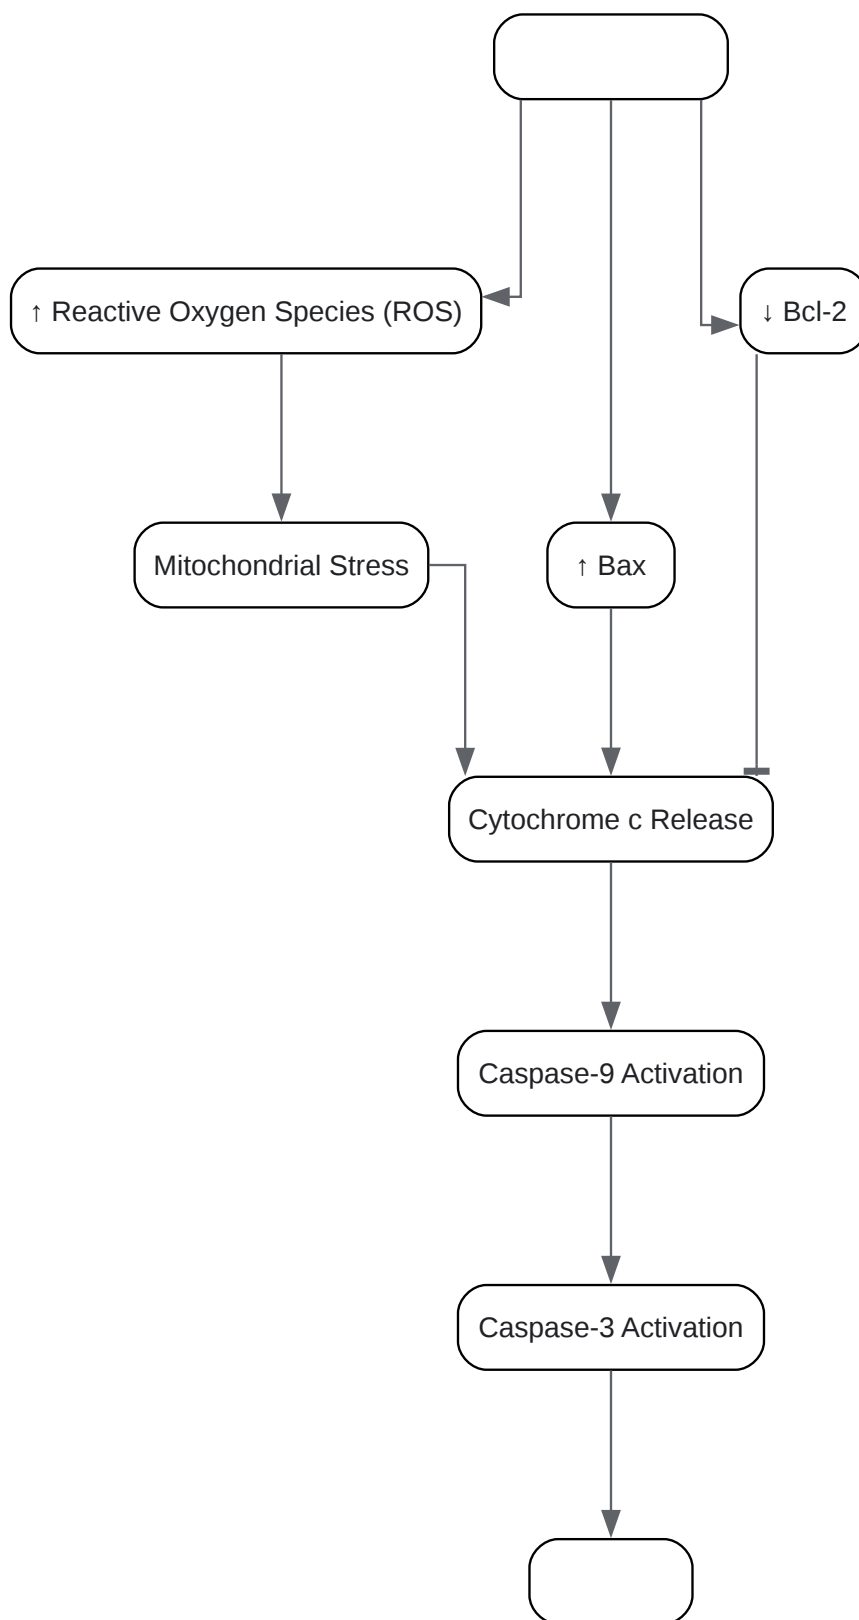 ↑ Reactive Oxygen Species (ROS)
↓ Bcl-2
Mitochondrial Stress
↑ Bax
Cytochrome c Release
Caspase-9 Activation
Caspase-3 Activation